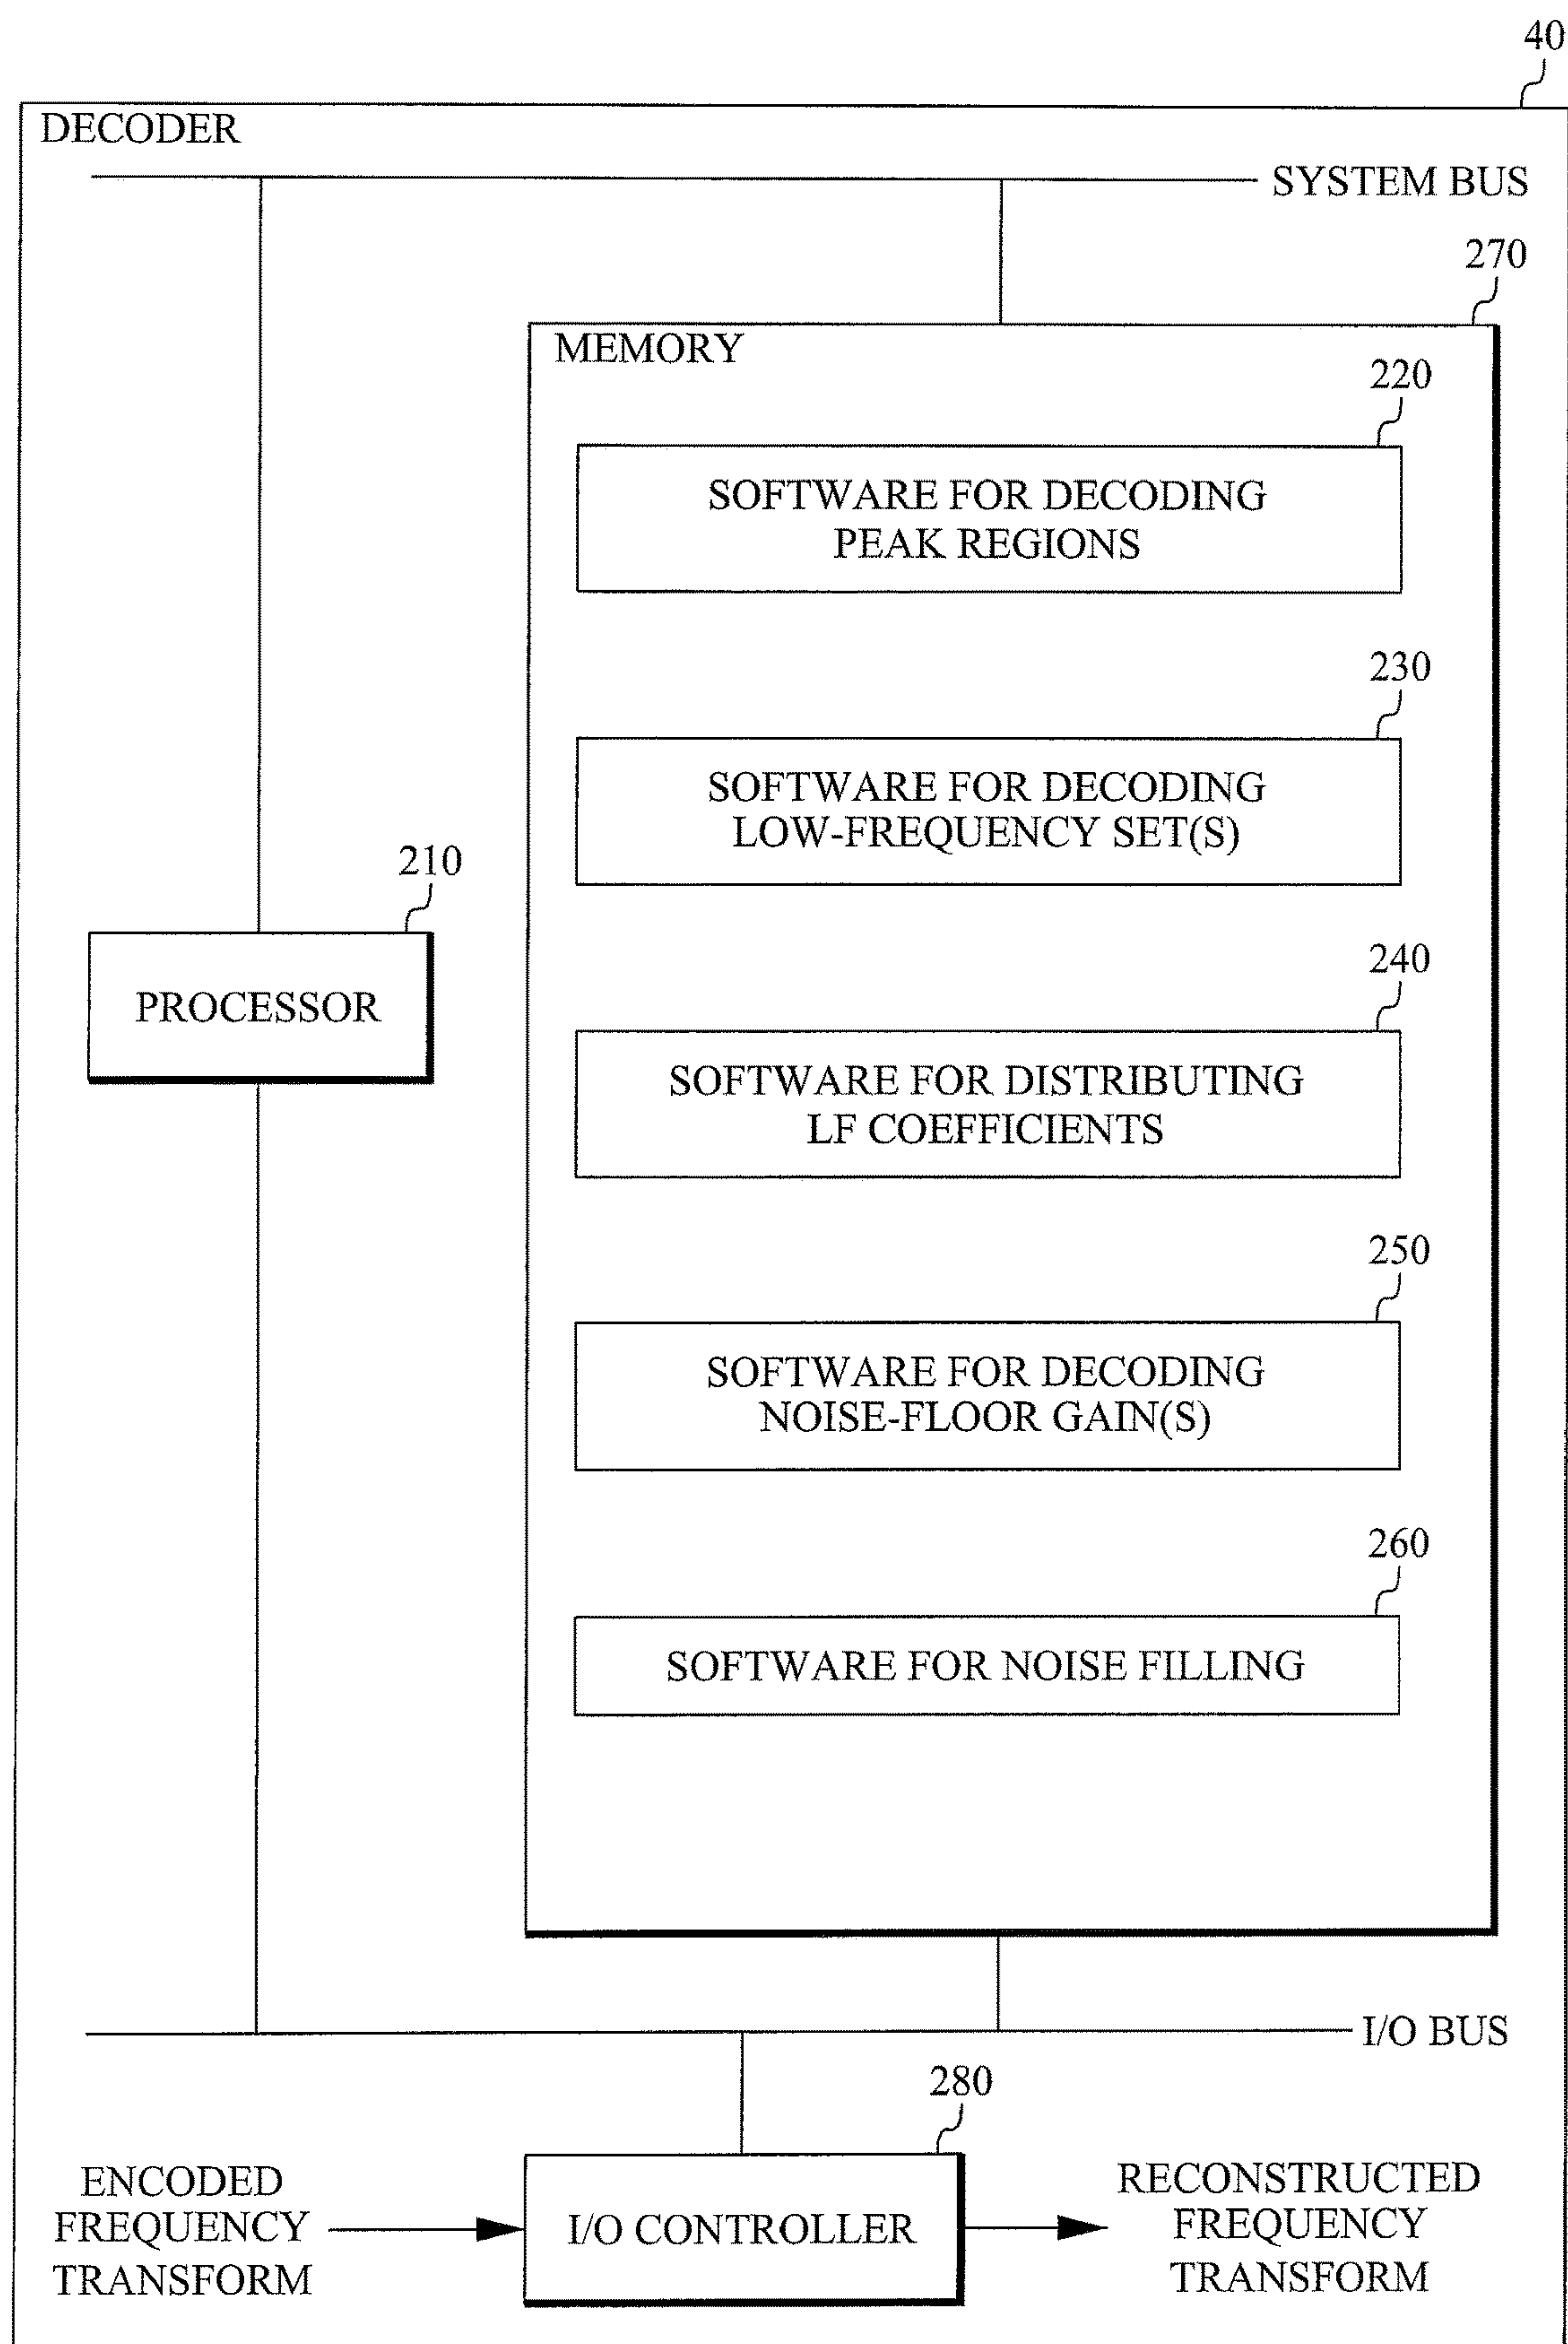 40
DECODER
SYSTEM BUS
270
MEMORY
220
SOFTWARE FOR DECODING
PEAK REGIONS
230
SOFTWARE FOR DECODING
LOW-FREQUENCY SET(S)
210
PROCESSOR
240
SOFTWARE FOR DISTRIBUTING
LF COEFFICIENTS
250
SOFTWARE FOR DECODING
NOISE-FLOOR GAIN(S)
260
SOFTWARE FOR NOISE FILLING
I/O BUS
280
ENCODED
FREQUENCY
TRANSFORM
I/O CONTROLLER
RECONSTRUCTED
FREQUENCY
TRANSFORM